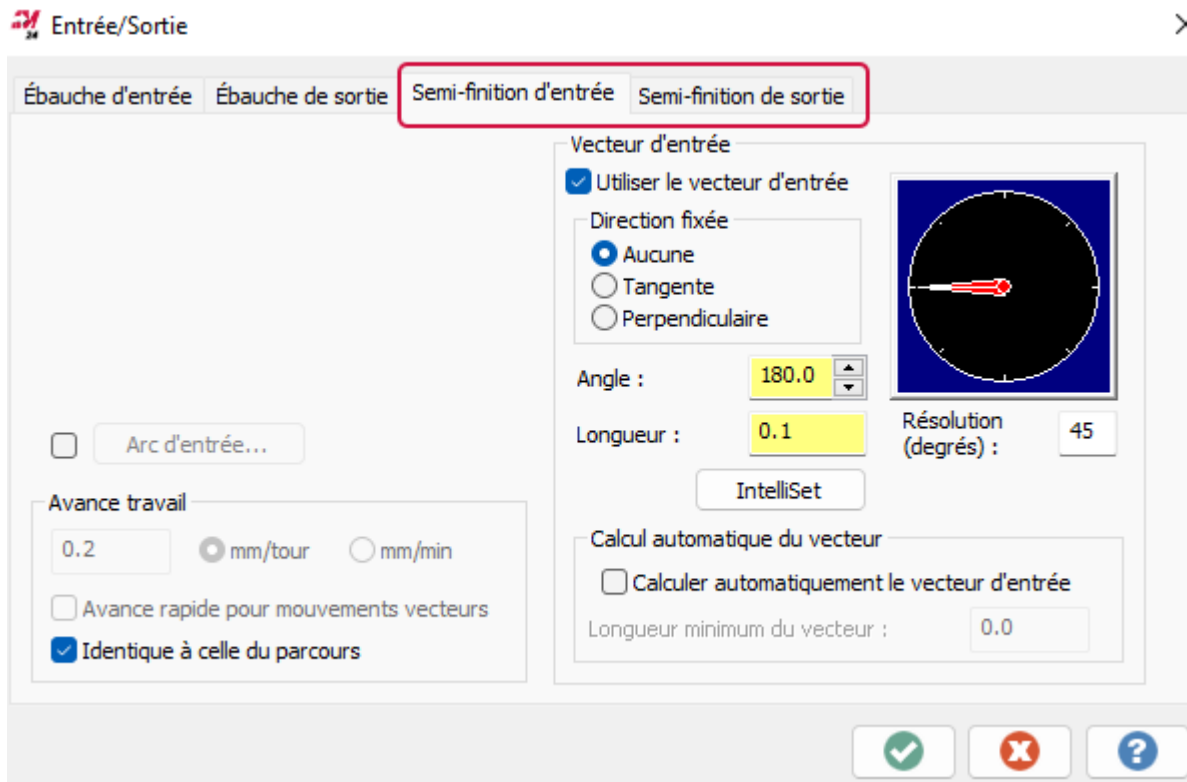 24
Entrée/Sortie
Ébauche d'entrée
Ébauche de sortie
Semi-finition d'entrée
Semi-finition de sortie
Vecteur d'entrée
Utiliser le vecteur d'entrée
Direction fixée
Aucune
Tangente
Perpendiculaire
Angle :
180.0
Longueur :
0.1
Résolution
(degrés) :
45
IntelliSet
Arc d'entrée...
Avance travail
0.2
mm/tour
mm/min
Avance rapide pour mouvements vecteurs
Identique à celle du parcours
Calcul automatique du vecteur
Calculer automatiquement le vecteur d'entrée
Longueur minimum du vecteur :
0.0